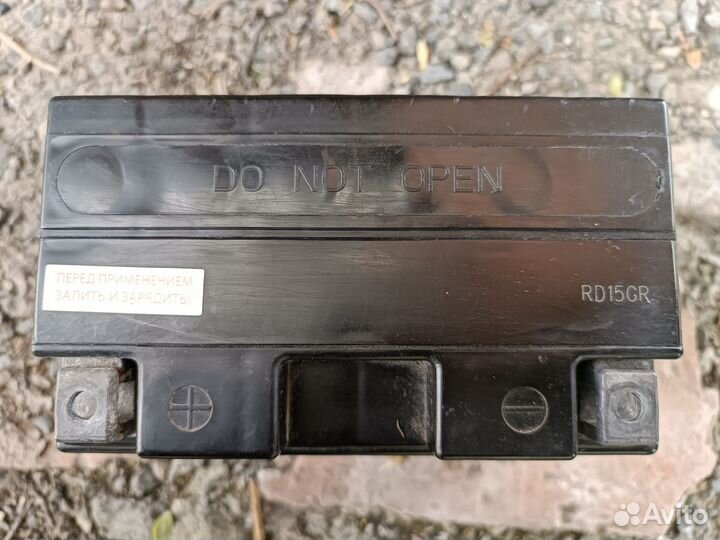 DO NOT OPEN
ПЕРЕД ПРИМЕНЕНИЕМ
ЗАЛИТЬ И ЗАРЯДИТЬ!
RD15GR
Avito